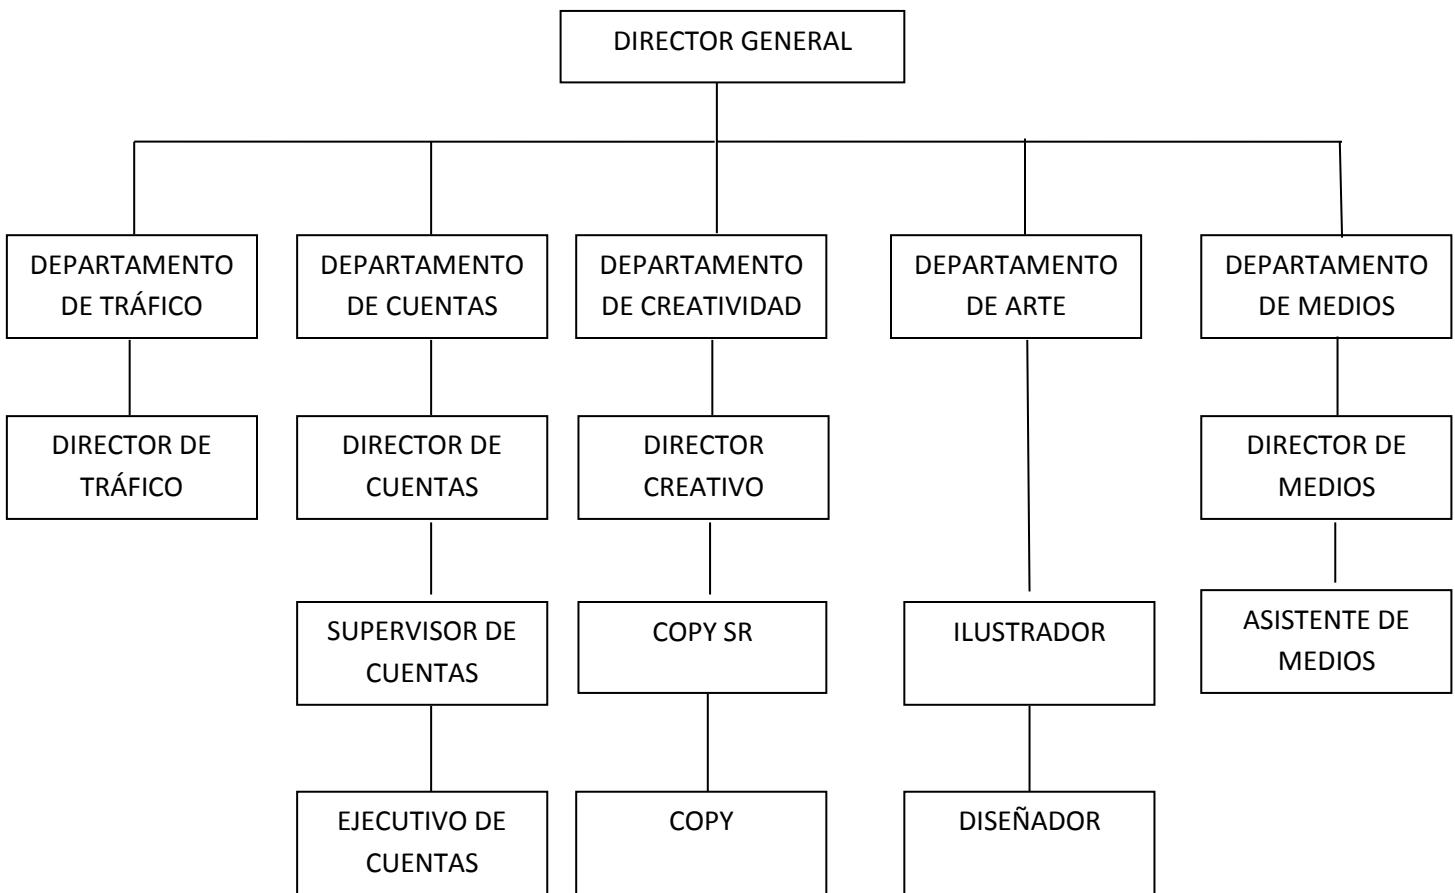 DIRECTOR GENERAL
DEPARTAMENTO
DE TRÁFICO
DEPARTAMENTO
DE CUENTAS
DEPARTAMENTO
DE CREATIVIDAD
DEPARTAMENTO
DE ARTE
DEPARTAMENTO
DE MEDIOS
DIRECTOR DE
TRÁFICO
DIRECTOR DE
CUENTAS
DIRECTOR
CREATIVO
DIRECTOR DE
MEDIOS
SUPERVISOR DE
CUENTAS
COPY SR
ILUSTRADOR
ASISTENTE DE
MEDIOS
EJECUTIVO DE
CUENTAS
COPY
DISEÑADOR